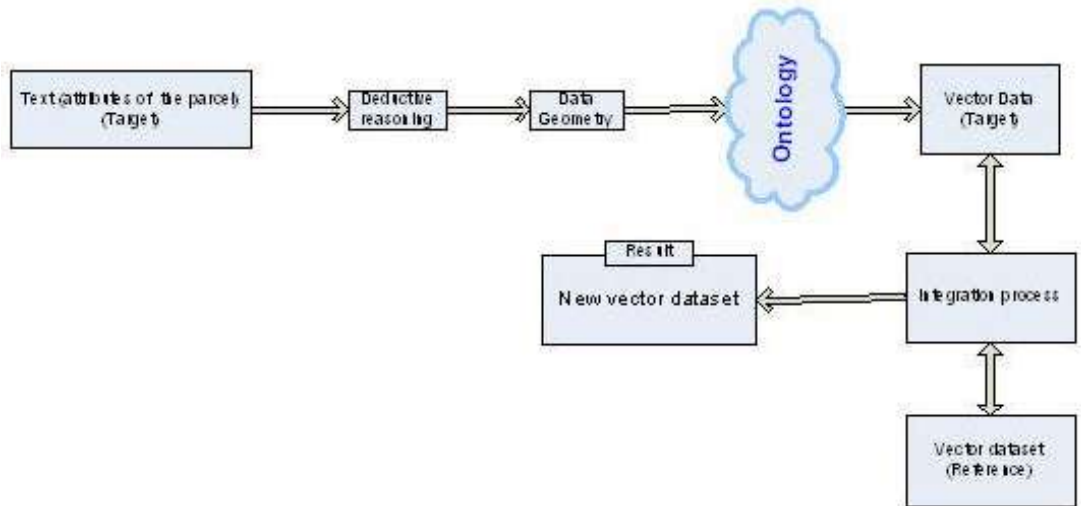 Text (attributes of the parcel)
(Target)
Deductive
reasoning
Data
Geometry
Ontology
Vector Data
(Target)
Result
New vector dataset
Integration process
Vector dataset
(Reference)